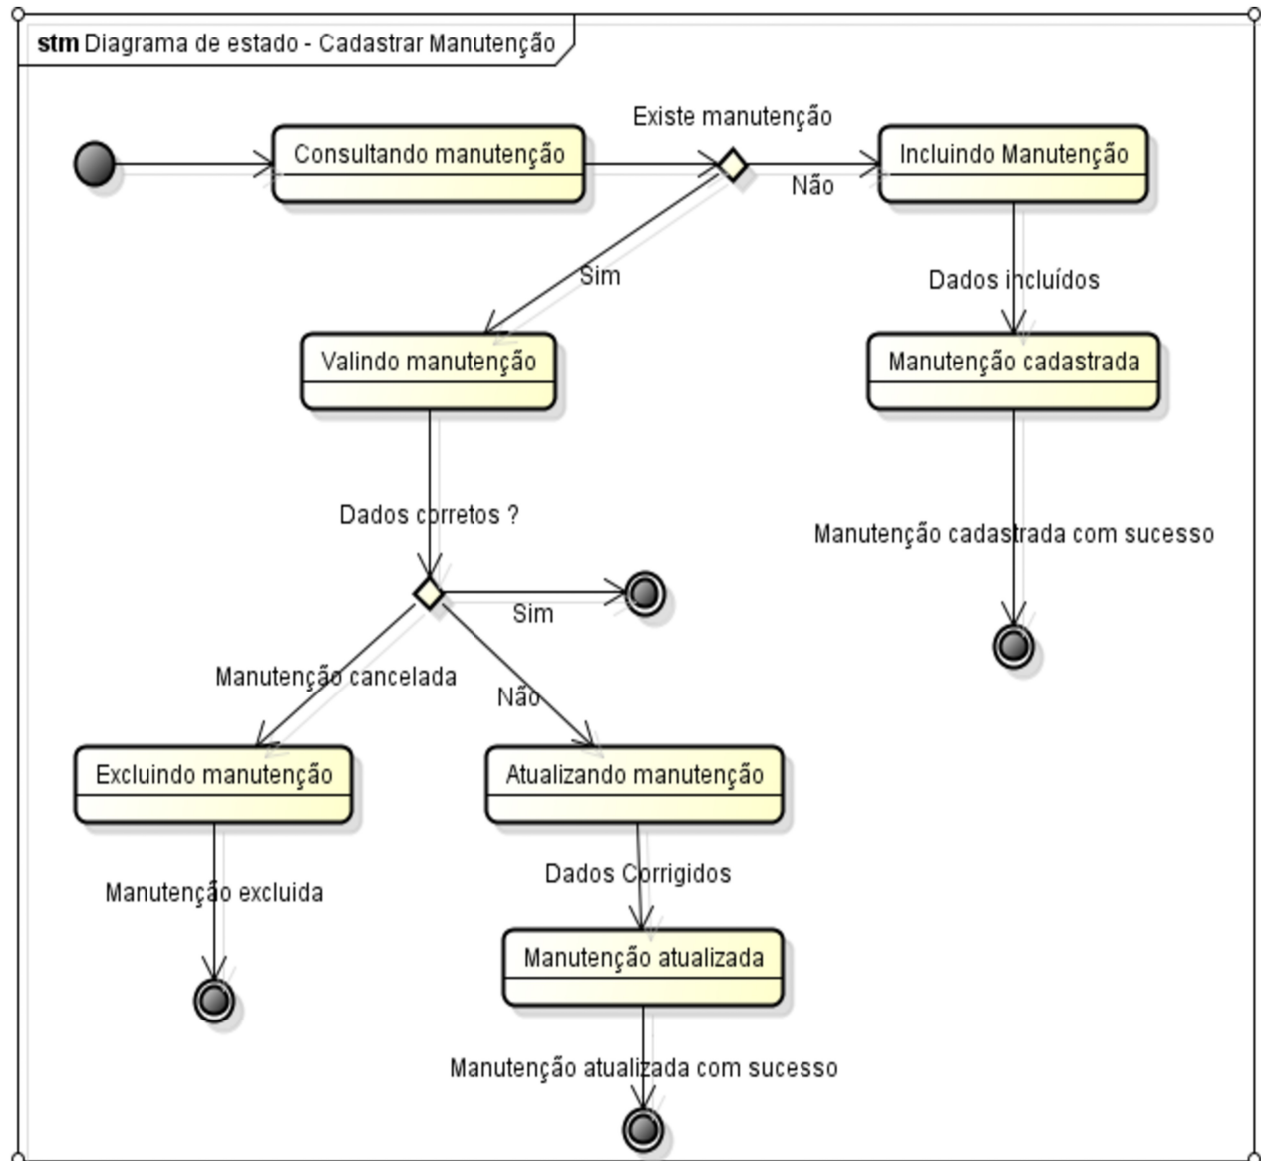 stm Diagrama de estado - Cadastrar Manutenção
Existe manutenção
Consultando manutenção
Incluindo Manutenção
Não
Sim
Dados incluídos
Valindo manutenção
Manutenção cadastrada
Dados corretos ?
Manutenção cadastrada com sucesso
Sim
Manutenção cancelada
Não
Excluindo manutenção
Atualizando manutenção
Dados Corrigidos
Manutenção excluida
Manutenção atualizada
Manutenção atualizada com sucesso